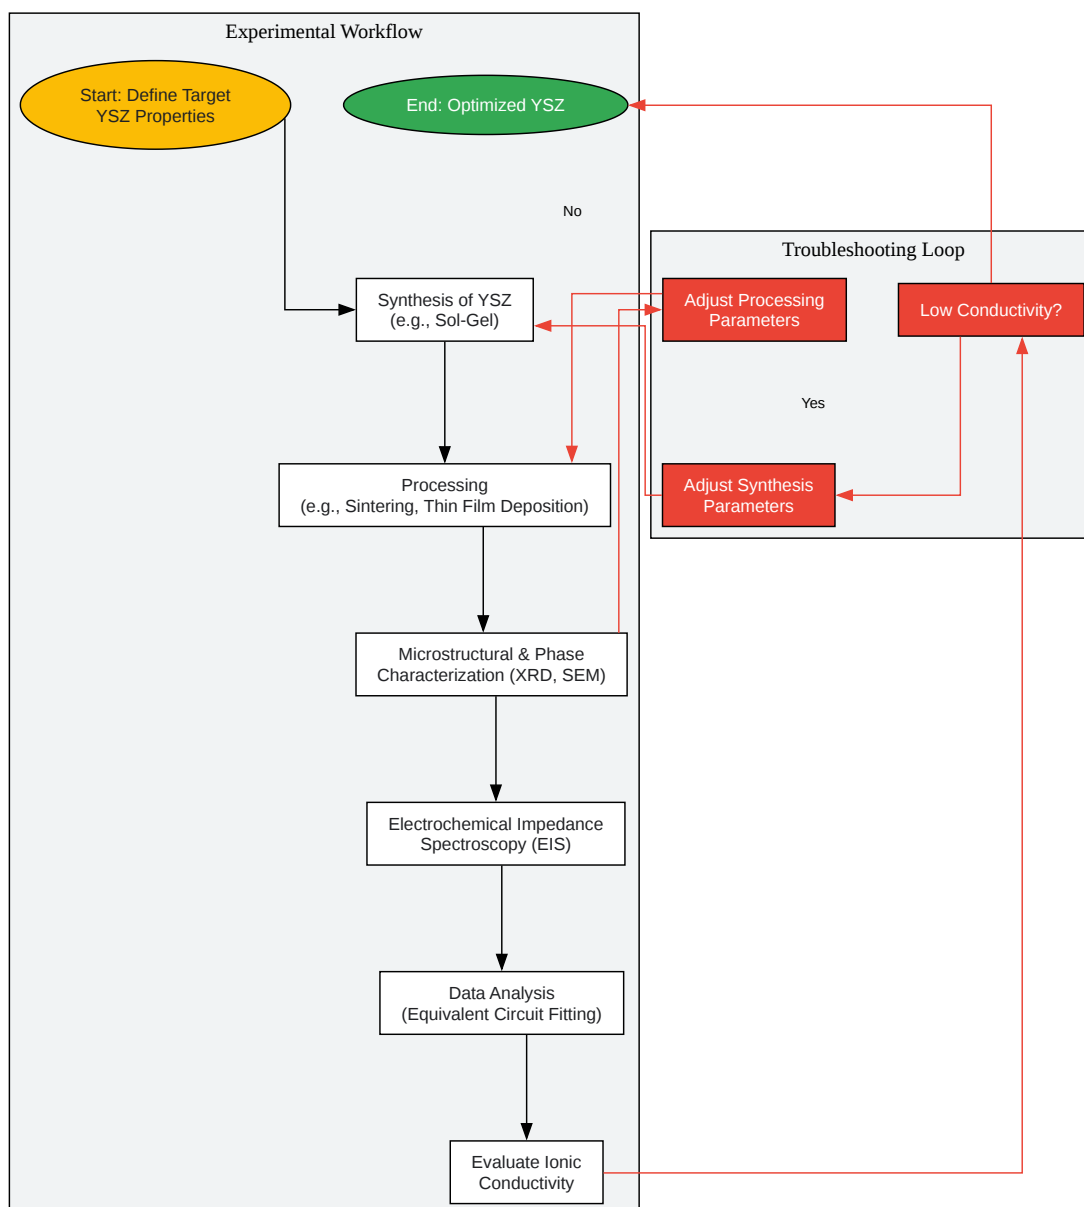 Experimental Workflow
Start: Define Target
YSZ Properties
End: Optimized YSZ
No
Troubleshooting Loop
Synthesis of YSZ
(e.g., Sol-Gel)
Adjust Processing
Parameters
Low Conductivity?
Yes
Processing
(e.g., Sintering, Thin Film Deposition)
Adjust Synthesis
Parameters
Microstructural & Phase
Characterization (XRD, SEM)
Electrochemical Impedance
Spectroscopy (EIS)
Data Analysis
(Equivalent Circuit Fitting)
Evaluate Ionic
Conductivity